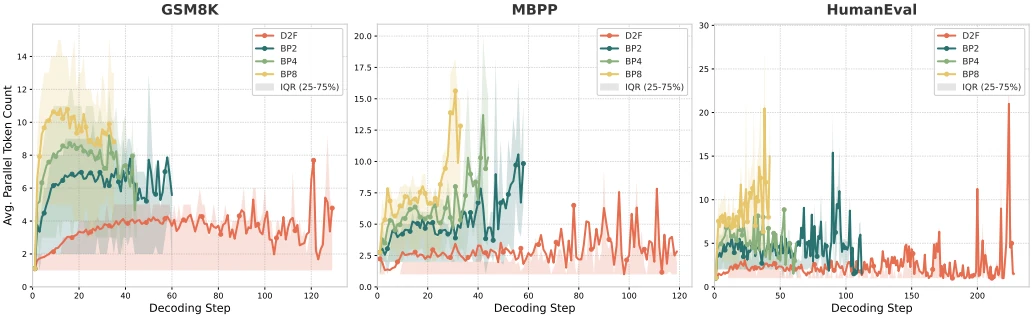 GSM8K
MBPP
HumanEval
Avg. Parallel Token Count
14
12
10
8
6
4
2
0
0
20
40
60
80
100
120
Decoding Step
D2F
BP2
BP4
BP8
IQR (25-75%)
20.0
17.5
15.0
12.5
10.0
7.5
5.0
2.5
0.0
0
20
40
60
80
100
120
Decoding Step
D2F
BP2
BP4
BP8
IQR (25-75%)
30
25
20
15
10
5
0
0
50
100
150
200
Decoding Step
D2F
BP2
BP4
BP8
IQR (25-75%)